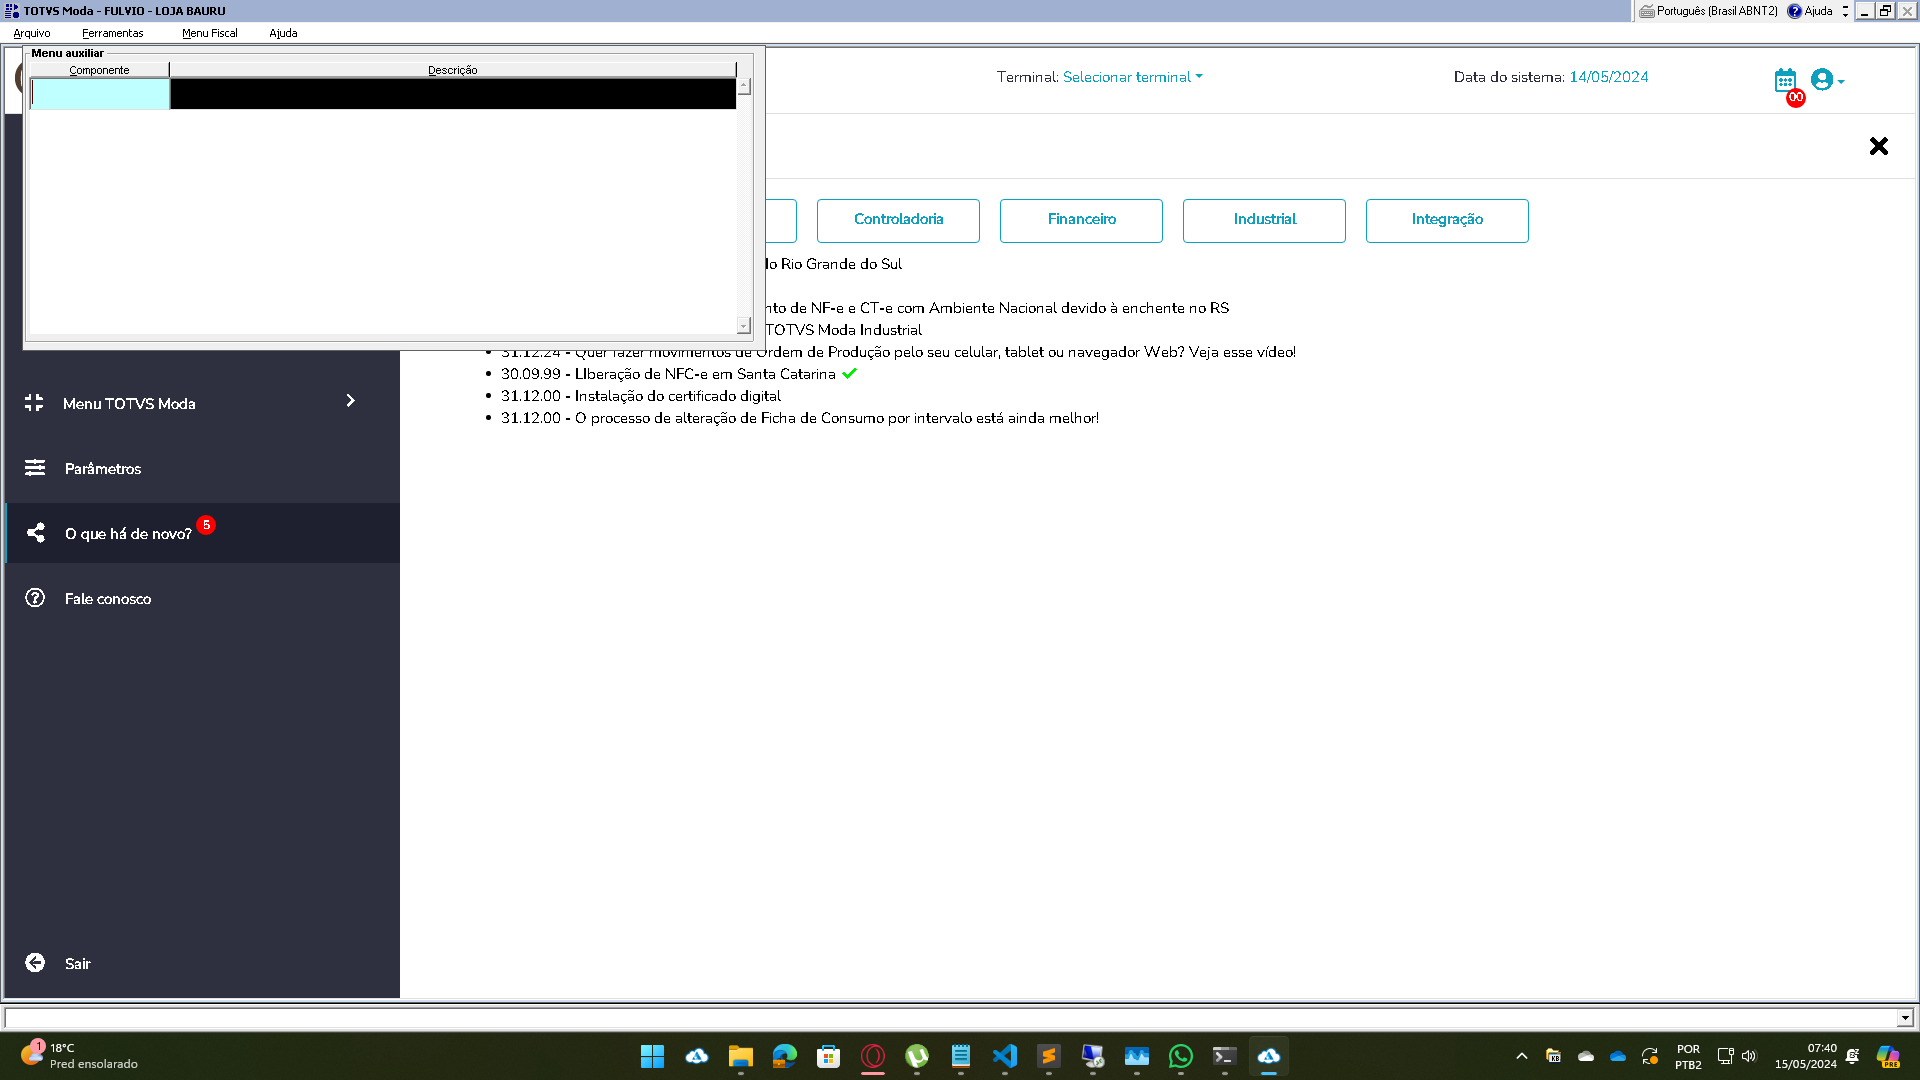 TOTVS Moda - FULVIO - LOJA BAURU
Português (Brasil ABNT2)
Ajuda
Arquivo
Ferramentas
Menu Fiscal
Ajuda
Menu auxiliar
Componente
Descrição
Terminal: Selecionar terminal
Data do sistema: 14/05/2024
00
Controladoria
Financeiro
Industrial
Integração
Rio Grande do Sul
de NF-e e CT-e com Ambiente Nacional devido à enchente no RS
TOTVS Moda Industrial
31.12.24 - Quer fazer movimentos de Ordem de Produção pelo seu celular, tablet ou navegador Web? Veja esse vídeo!
30.09.99 - LIberação de NFC-e em Santa Catarina
31.12.00 - Instalação do certificado digital
31.12.00 - O processo de alteração de Ficha de Consumo por intervalo está ainda melhor!
Menu TOTVS Moda
Parâmetros
O que há de novo?
5
Fale conosco
Sair
1
18°C
Pred ensolarado
POR
PTB2
07:40
15/05/2024
PRE